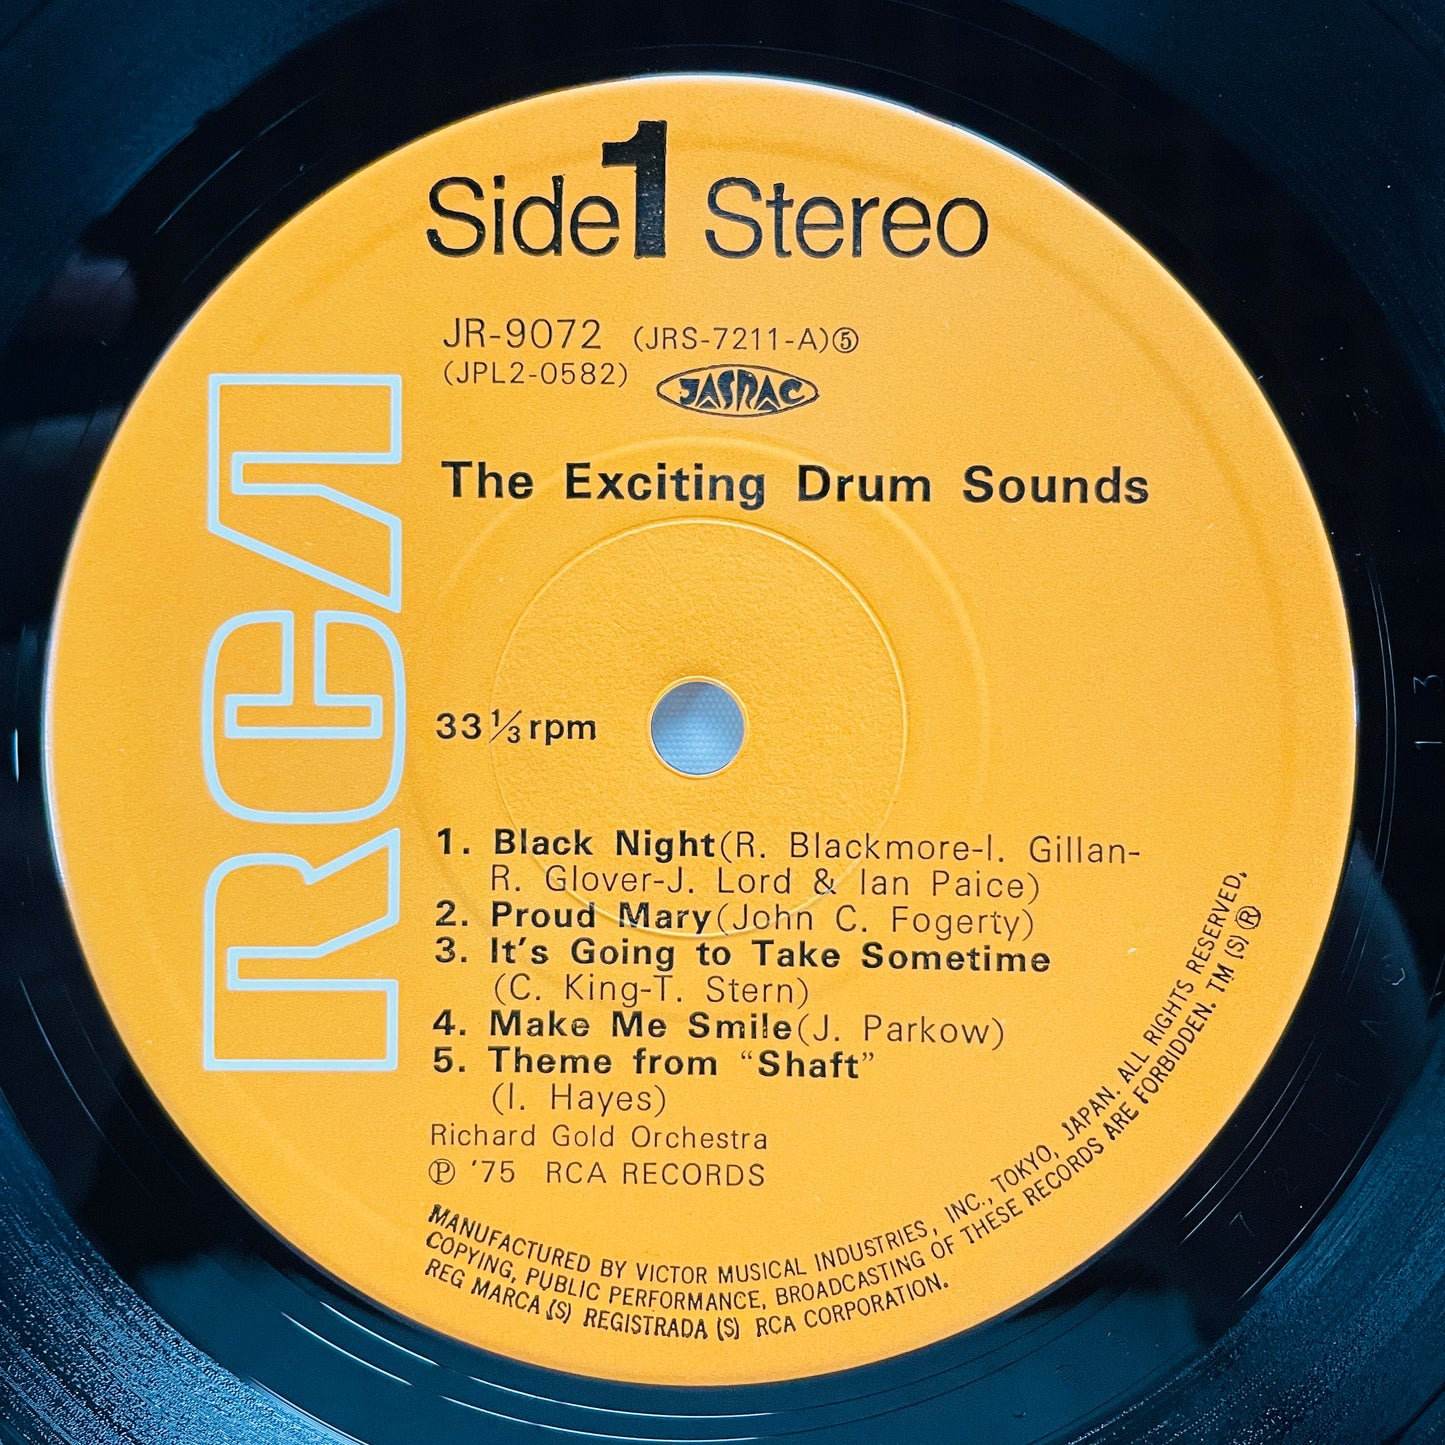 Side 1 Stereo
JR-9072 (JRS-7211-A)⑤
(JPL2-0582) JASRAC
The Exciting Drum Sounds
RCA
33 1/3 rpm
1. Black Night(R. Blackmore-I. Gillan-
R. Glover-J. Lord & Ian Paice)
2. Proud Mary(John C. Fogerty)
3. It's Going to Take Sometime
(C. King-T. Stern)
4. Make Me Smile(J. Parkow)
5. Theme from “Shaft”
(I. Hayes)
Richard Gold Orchestra
Ⓟ '75 RCA RECORDS
MANUFACTURED BY VICTOR MUSICAL INDUSTRIES, INC., TOKYO, JAPAN. ALL RIGHTS RESERVED.
COPYING, PUBLIC PERFORMANCE, BROADCASTING OF THESE RECORDS ARE FORBIDDEN. TM (S) ®
REG MARCA (S) REGISTRADA (S) RCA CORPORATION.